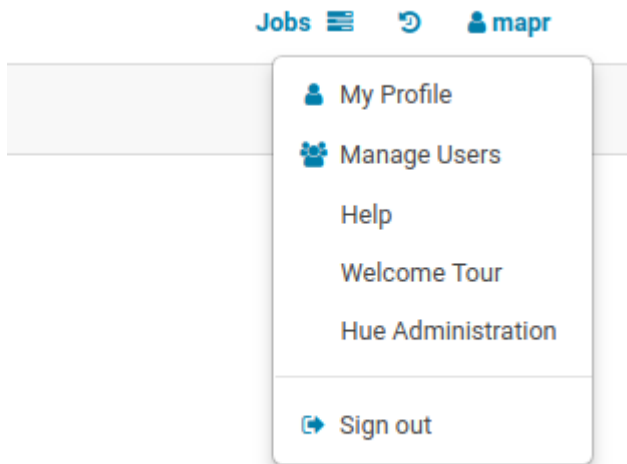 Jobs mapr
My Profile
Manage Users
Help
Welcome Tour
Hue Administration
Sign out